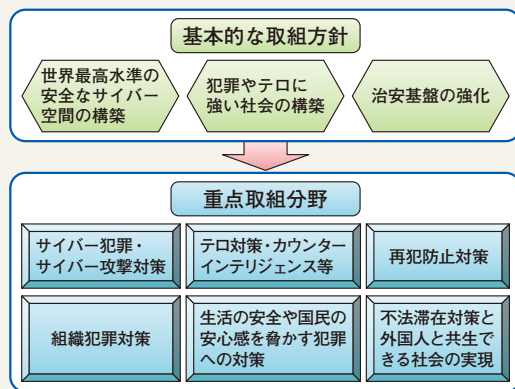 基本的な取組方針
世界最高水準の
安全なサイバー
空間の構築
犯罪やテロに
強い社会の構築
治安基盤の強化
重点取組分野
サイバー犯罪・
サイバー攻撃対策
テロ対策・カウンター
インテリジェンス等
再犯防止対策
組織犯罪対策
生活の安全や国民の
安心感を脅かす犯罪
への対策
不法滞在対策と
外国人と共生で
きる社会の実現